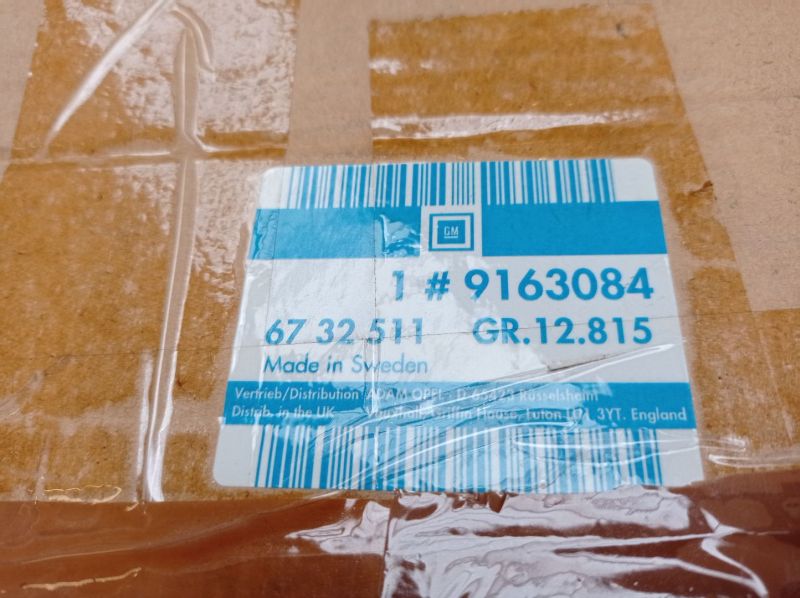 GM
1 # 9163084
67 32 511 GR.12.815
Made in Sweden
Vertrieb/Distribution ADAM OPEL - D 65423 Rüsselsheim
Distrib. in the UK Vauxhall, Griffin House, Luton LU1 3YT. England